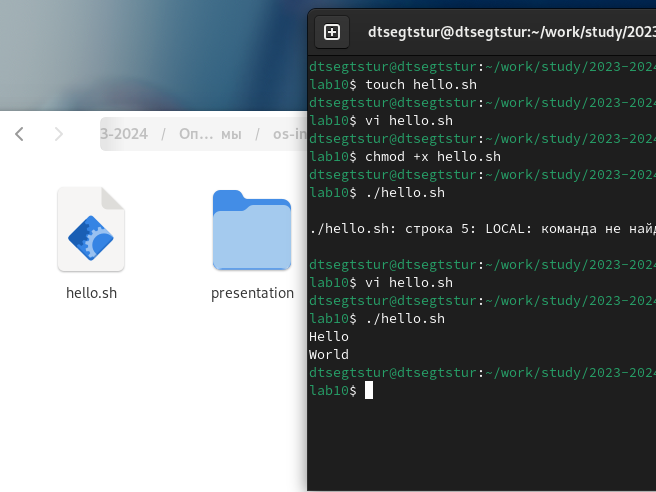 dtsegtstur@dtsegtstur:~/work/study/2023
3-2024 / Оп… мы / os-in
hello.sh
presentation
dtsegtstur@dtsegtstur:~/work/study/2023-2024
lab10$ touch hello.sh
dtsegtstur@dtsegtstur:~/work/study/2023-2024
lab10$ vi hello.sh
dtsegtstur@dtsegtstur:~/work/study/2023-2024
lab10$ chmod +x hello.sh
dtsegtstur@dtsegtstur:~/work/study/2023-2024
lab10$ ./hello.sh
./hello.sh: строка 5: LOCAL: команда не найд
dtsegtstur@dtsegtstur:~/work/study/2023-2024
lab10$ vi hello.sh
dtsegtstur@dtsegtstur:~/work/study/2023-2024
lab10$ ./hello.sh
Hello
World
dtsegtstur@dtsegtstur:~/work/study/2023-2024
lab10$